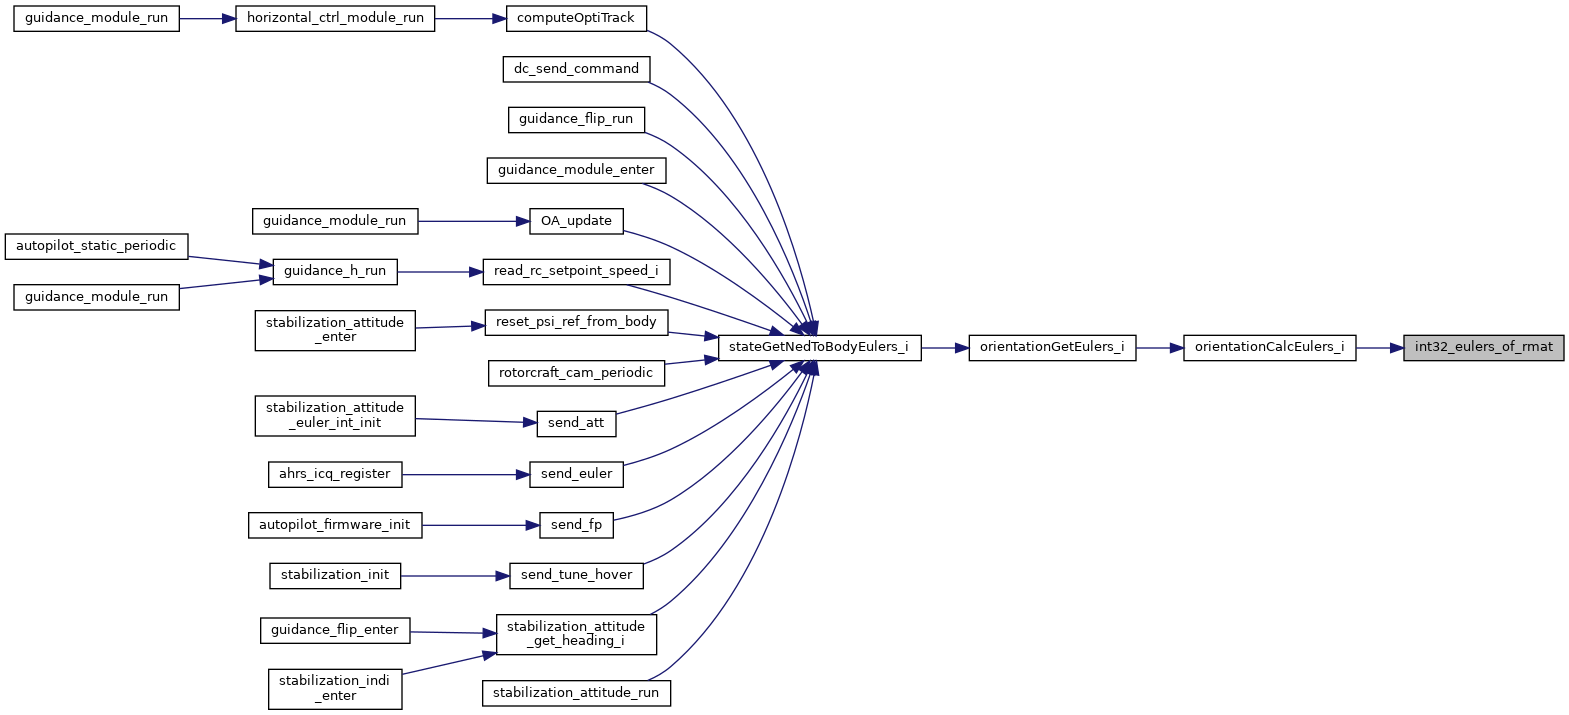 guidance_module_run
horizontal_ctrl_module_run
computeOptiTrack
dc_send_command
guidance_flip_run
guidance_module_enter
guidance_module_run
OA_update
autopilot_static_periodic
guidance_h_run
read_rc_setpoint_speed_i
guidance_module_run
stabilization_attitude
_enter
reset_psi_ref_from_body
stateGetNedToBodyEulers_i
orientationGetEulers_i
orientationCalcEulers_i
int32_eulers_of_rmat
rotorcraft_cam_periodic
stabilization_attitude
_euler_int_init
send_att
ahrs_icq_register
send_euler
autopilot_firmware_init
send_fp
stabilization_init
send_tune_hover
guidance_flip_enter
stabilization_attitude
_get_heading_i
stabilization_indi
_enter
stabilization_attitude_run